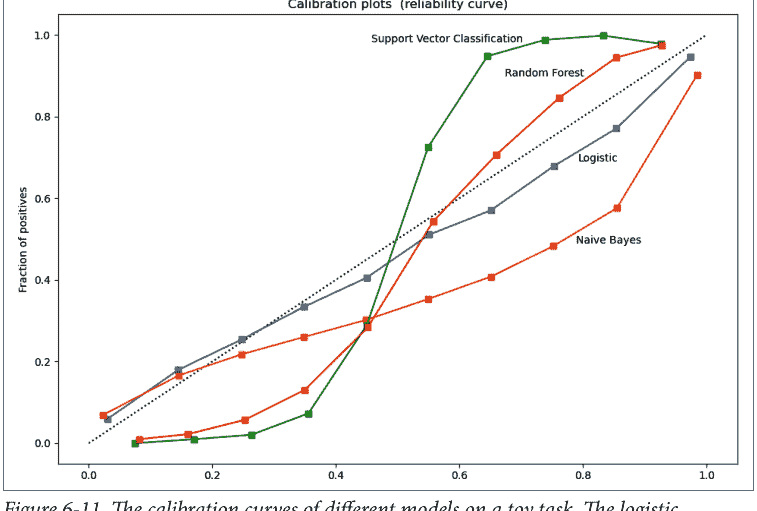 Calibration plots (reliability curve)
Fraction of positives
1.0
0.8
0.6
0.4
0.2
0.0
Support Vector Classification
Random Forest
Logistic
Naive Bayes
0.0 0.2 0.4 0.6 0.8 1.0
Figure 6-11. The calibration curves of different models on a toy task. The logistic